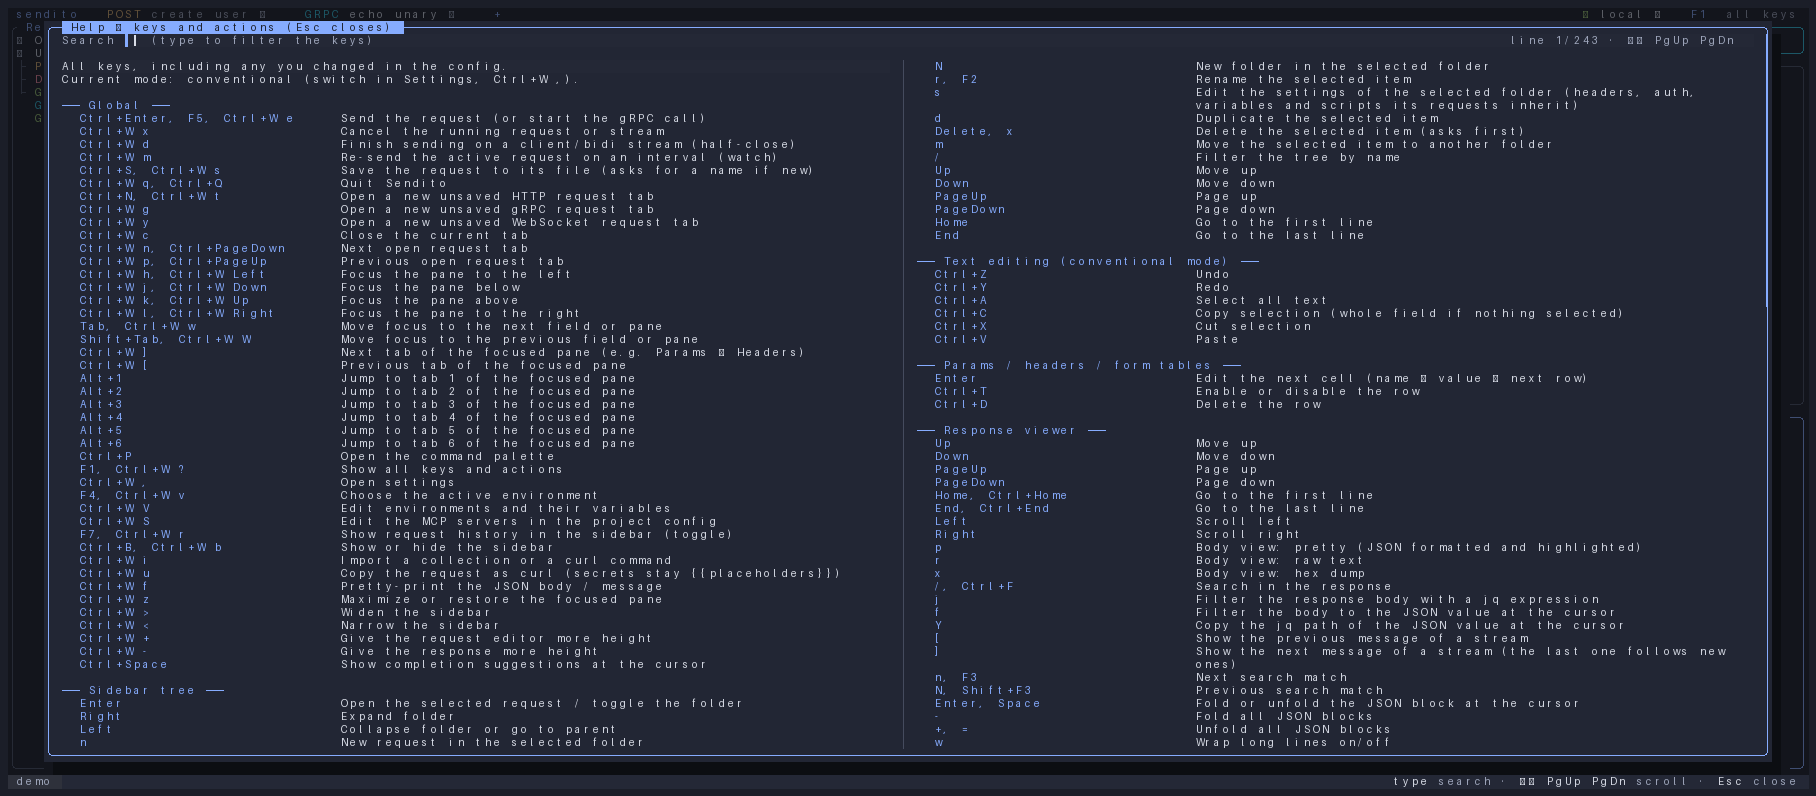 sendito POST create user GRPC echo unary + local F1 all keys
Help keys and actions (Esc closes)
Search (type to filter the keys) line 1/243 · PgUp PgDn
All keys, including any you changed in the config.
Current mode: conventional (switch in Settings, Ctrl+W ,).
Global
Ctrl+Enter, F5, Ctrl+W e Send the request (or start the gRPC call)
Ctrl+W x Cancel the running request or stream
Ctrl+W d Finish sending on a client/bidi stream (half-close)
Ctrl+W m Re-send the active request on an interval (watch)
Ctrl+S, Ctrl+W s Save the request to its file (asks for a name if new)
Ctrl+W q, Ctrl+Q Quit Sendito
Ctrl+N, Ctrl+W t Open a new unsaved HTTP request tab
Ctrl+W g Open a new unsaved gRPC request tab
Ctrl+W y Open a new unsaved WebSocket request tab
Ctrl+W c Close the current tab
Ctrl+W n, Ctrl+PageDown Next open request tab
Ctrl+W p, Ctrl+PageUp Previous open request tab
Ctrl+W h, Ctrl+W Left Focus the pane to the left
Ctrl+W j, Ctrl+W Down Focus the pane below
Ctrl+W k, Ctrl+W Up Focus the pane above
Ctrl+W l, Ctrl+W Right Focus the pane to the right
Tab, Ctrl+W w Move focus to the next field or pane
Shift+Tab, Ctrl+W W Move focus to the previous field or pane
Ctrl+W ] Next tab of the focused pane (e.g. Params Headers)
Ctrl+W [ Previous tab of the focused pane
Alt+1 Jump to tab 1 of the focused pane
Alt+2 Jump to tab 2 of the focused pane
Alt+3 Jump to tab 3 of the focused pane
Alt+4 Jump to tab 4 of the focused pane
Alt+5 Jump to tab 5 of the focused pane
Alt+6 Jump to tab 6 of the focused pane
Ctrl+P Open the command palette
F1, Ctrl+W ? Show all keys and actions
Ctrl+W , Open settings
F4, Ctrl+W v Choose the active environment
Ctrl+W V Edit environments and their variables
Ctrl+W S Edit the MCP servers in the project config
F7, Ctrl+W r Show request history in the sidebar (toggle)
Ctrl+B, Ctrl+W b Show or hide the sidebar
Ctrl+W i Import a collection or a curl command
Ctrl+W u Copy the request as curl (secrets stay {{placeholders}})
Ctrl+W f Pretty-print the JSON body / message
Ctrl+W z Maximize or restore the focused pane
Ctrl+W > Widen the sidebar
Ctrl+W < Narrow the sidebar
Ctrl+W + Give the request editor more height
Ctrl+W - Give the response more height
Ctrl+Space Show completion suggestions at the cursor
Sidebar tree
Enter Open the selected request / toggle the folder
Right Expand folder
Left Collapse folder or go to parent
n New request in the selected folder
N New folder in the selected folder
r, F2 Rename the selected item
s Edit the settings of the selected folder (headers, auth,
variables and scripts its requests inherit)
d Duplicate the selected item
Delete, x Delete the selected item (asks first)
m Move the selected item to another folder
/ Filter the tree by name
Up Move up
Down Move down
PageUp Page up
PageDown Page down
Home Go to the first line
End Go to the last line
Text editing (conventional mode)
Ctrl+Z Undo
Ctrl+Y Redo
Ctrl+A Select all text
Ctrl+C Copy selection (whole field if nothing selected)
Ctrl+X Cut selection
Ctrl+V Paste
Params / headers / form tables
Enter Edit the next cell (name value next row)
Ctrl+T Enable or disable the row
Ctrl+D Delete the row
Response viewer
Up Move up
Down Move down
PageUp Page up
PageDown Page down
Home, Ctrl+Home Go to the first line
End, Ctrl+End Go to the last line
Left Scroll left
Right Scroll right
p Body view: pretty (JSON formatted and highlighted)
r Body view: raw text
x Body view: hex dump
/, Ctrl+F Search in the response
j Filter the response body with a jq expression
f Filter the body to the JSON value at the cursor
Y Copy the jq path of the JSON value at the cursor
[ Show the previous message of a stream
] Show the next message of a stream (the last one follows new
ones)
n, F3 Next search match
N, Shift+F3 Previous search match
Enter, Space Fold or unfold the JSON block at the cursor
- Fold all JSON blocks
+, = Unfold all JSON blocks
w Wrap long lines on/off
demo type search · PgUp PgDn scroll · Esc close